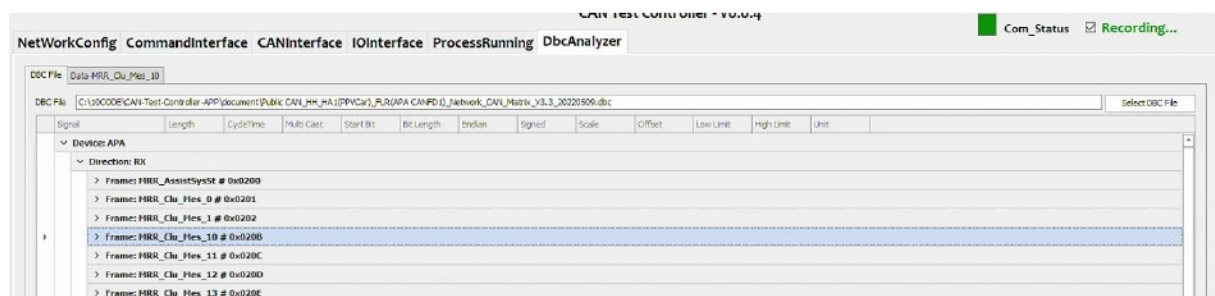 CAN Test Controller - V0.0.4
Com_Status Recording...
NetWorkConfig CommandInterface CANInterface IOInterface ProcessRunning DbcAnalyzer
DBC File Data-MRR_Clu_Mes_10
DBC File C:\10CODE\CAN-Test-Controller-APP\document\Public CAN_HH_HA1(PPVCar)_FLR(APA CANFD1)_Network_CAN_Matrix_V3.3_20220509.dbc Select DBC File
Signal Length CycleTime Multi Cast Start Bit Bit Length Endian Signed Scale Offset Low Limit High Limit Unit
Device: APA
Direction: RX
Frame: MRR_AssistSysSt # 0x0200
Frame: MRR_Clu_Mes_0 # 0x0201
Frame: MRR_Clu_Mes_1 # 0x0202
Frame: MRR_Clu_Mes_10 # 0x020B
Frame: MRR_Clu_Mes_11 # 0x020C
Frame: MRR_Clu_Mes_12 # 0x020D
Frame: MRR_Clu_Mes_13 # 0x020E